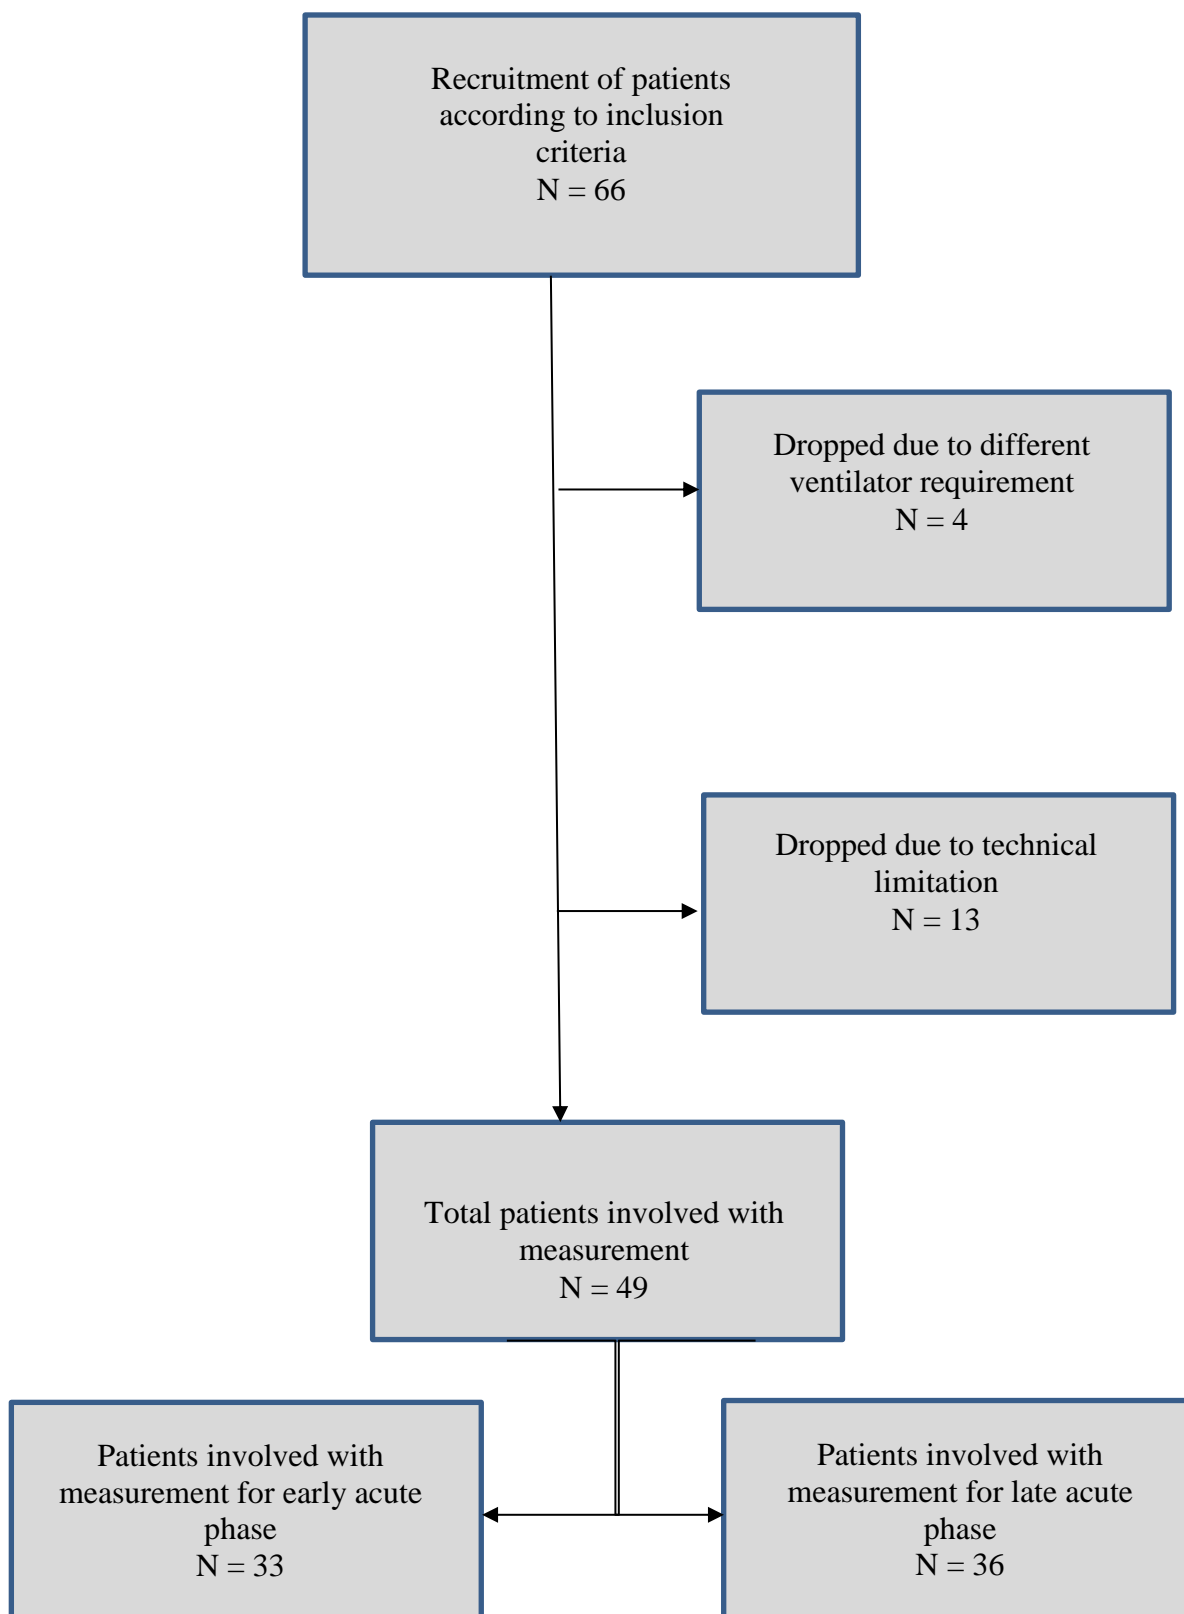 Recruitment of patients
according to inclusion
criteria
N = 66
Dropped due to different
ventilator requirement
N = 4
Dropped due to technical
limitation
N = 13
Total patients involved with
measurement
N = 49
Patients involved with
measurement for early acute
phase
N = 33
Patients involved with
measurement for late acute
phase
N = 36